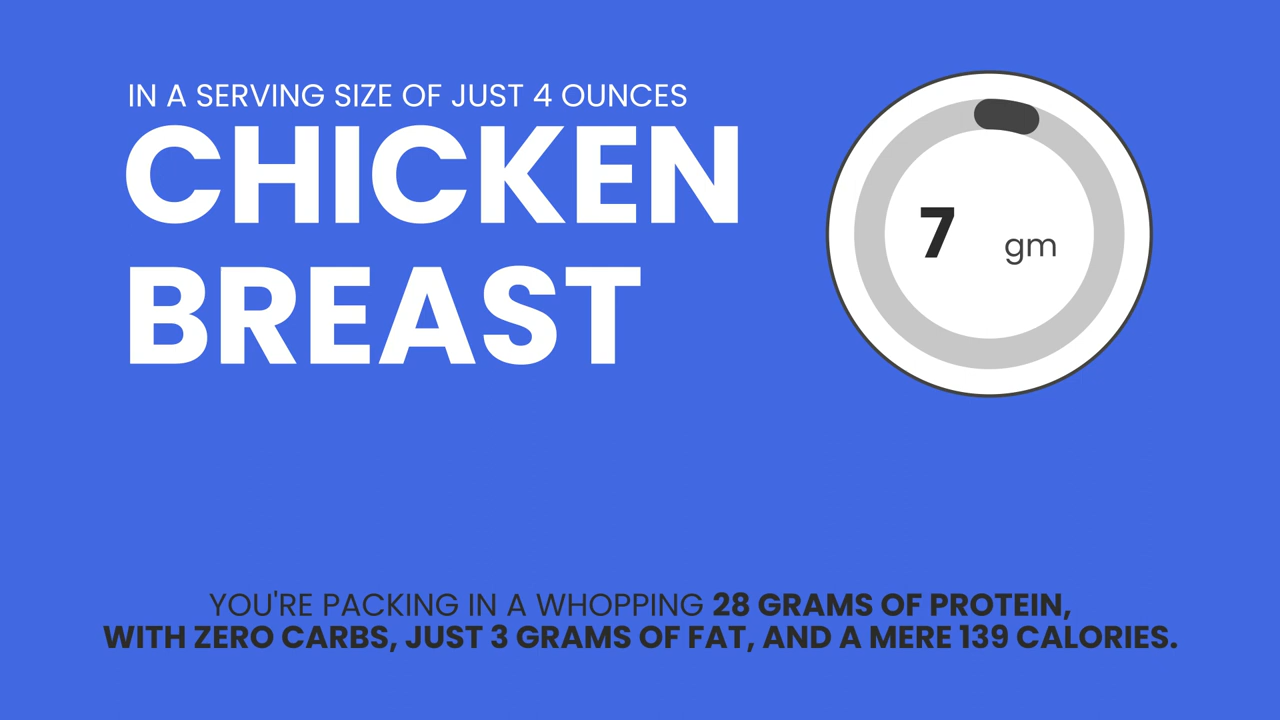 IN A SERVING SIZE OF JUST 4 OUNCES
CHICKEN
BREAST
7 gm
YOU'RE PACKING IN A WHOPPING 28 GRAMS OF PROTEIN,
WITH ZERO CARBS, JUST 3 GRAMS OF FAT, AND A MERE 139 CALORIES.